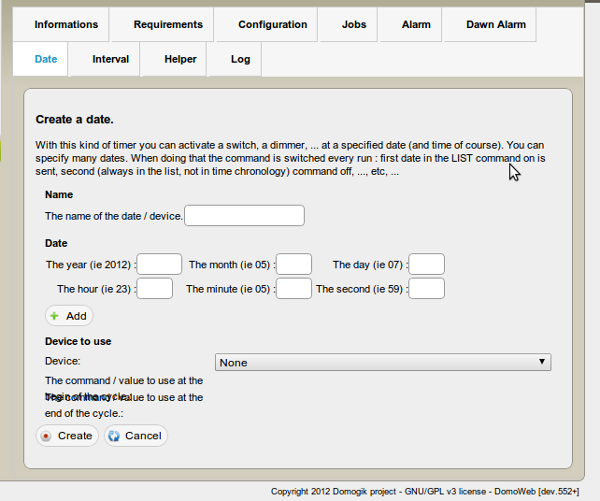 Informations Requirements Configuration Jobs Alarm Dawn Alarm
Date Interval Helper Log
Create a date.
With this kind of timer you can activate a switch, a dimmer, ... at a specified date (and time of course). You can
specify many dates. When doing that the command is switched every run : first date in the LIST command on is
sent, second (always in the list, not in time chronology) command off, ..., etc, ...
Name
The name of the date / device.
Date
The year (ie 2012) : The month (ie 05) : The day (ie 07) :
The hour (ie 23) : The minute (ie 05) : The second (ie 59) :
Add
Device to use
Device: None
The command / value to use at the
begin of the cycle.:
The command / value to use at the
end of the cycle.:
Create Cancel
Copyright 2012 Domogik project - GNU/GPL v3 license - DomoWeb [dev.552+]